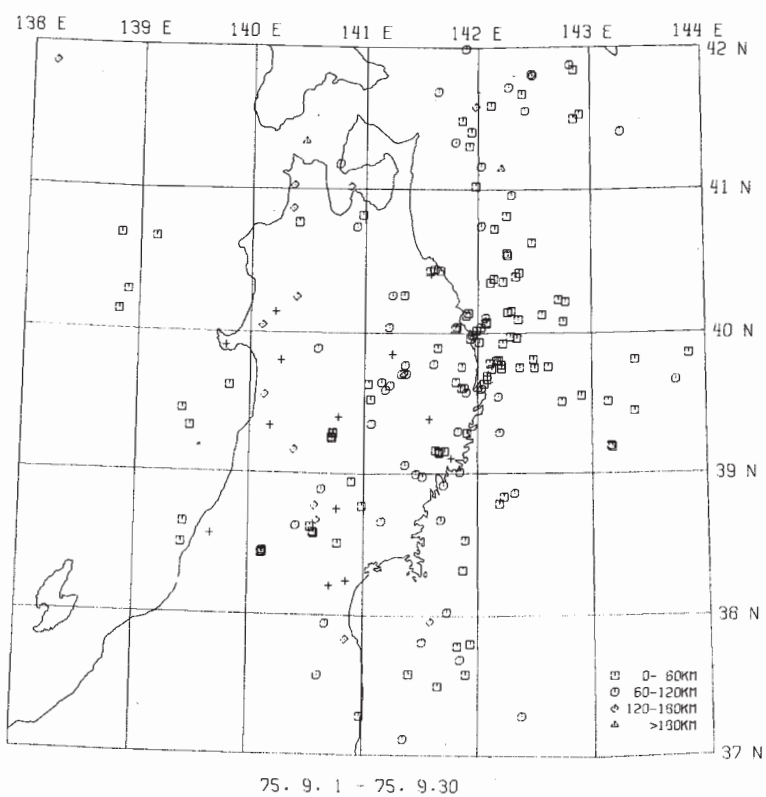 138 E 139 E 140 E 141 E 142 E 143 E 144 E
42 N
41 N
40 N
39 N
38 N
0- 60KM
60-120KM
120-180KM
>180KM
37 N
75. 9. 1 - 75. 9.30